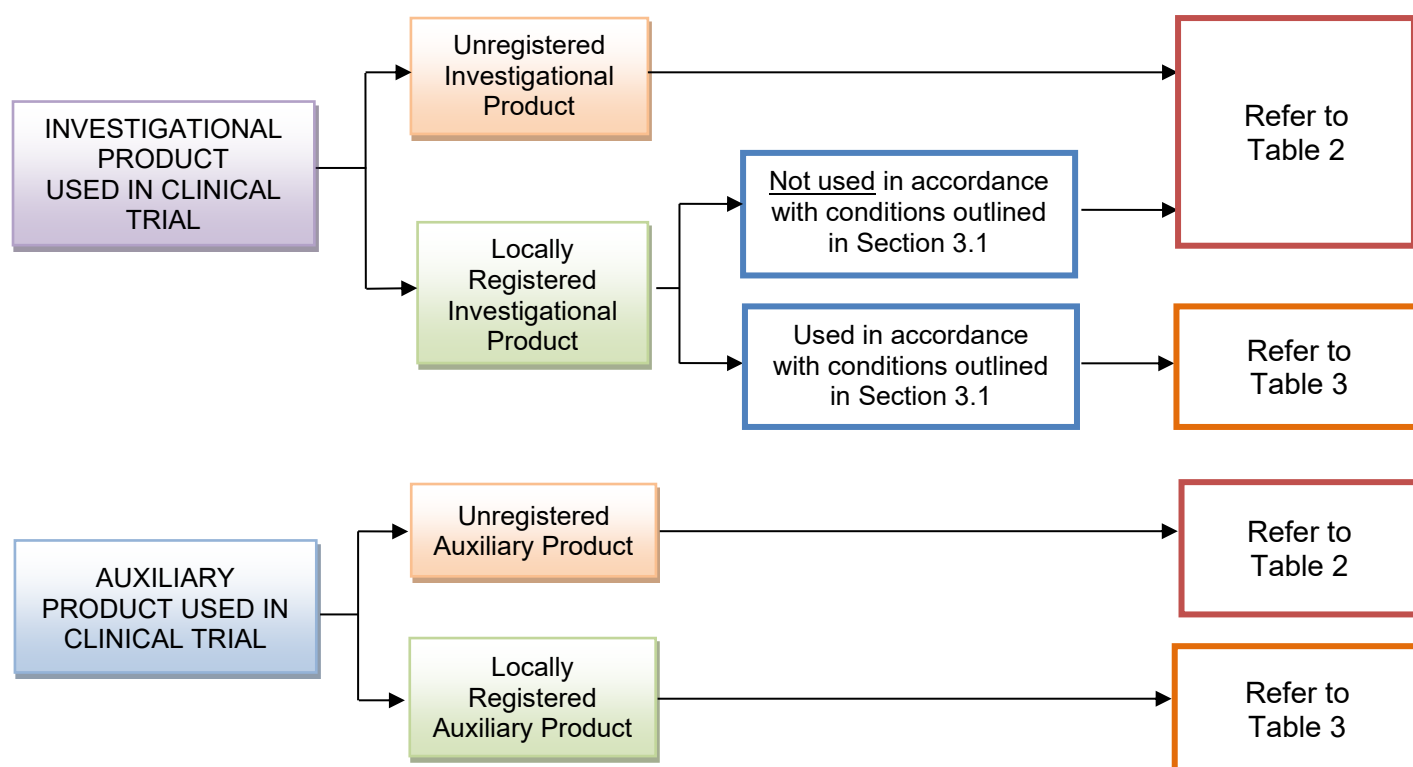 INVESTIGATIONAL
PRODUCT
USED IN CLINICAL
TRIAL
Unregistered
Investigational
Product
Locally
Registered
Investigational
Product
Not used in accordance
with conditions outlined
in Section 3.1
Used in accordance
with conditions outlined
in Section 3.1
Refer to
Table 2
Refer to
Table 3
AUXILIARY
PRODUCT USED IN
CLINICAL TRIAL
Unregistered
Auxiliary Product
Locally
Registered
Auxiliary Product
Refer to
Table 2
Refer to
Table 3